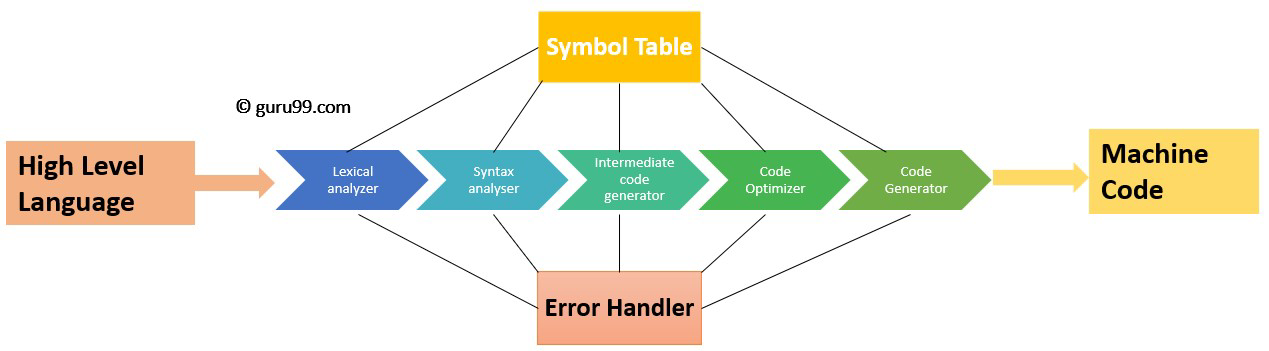 Symbol Table
© guru99.com
High Level
Language
Lexical
analyzer
Syntax
analyser
Intermediate
code
generator
Code
Optimizer
Code
Generator
Machine
Code
Error Handler